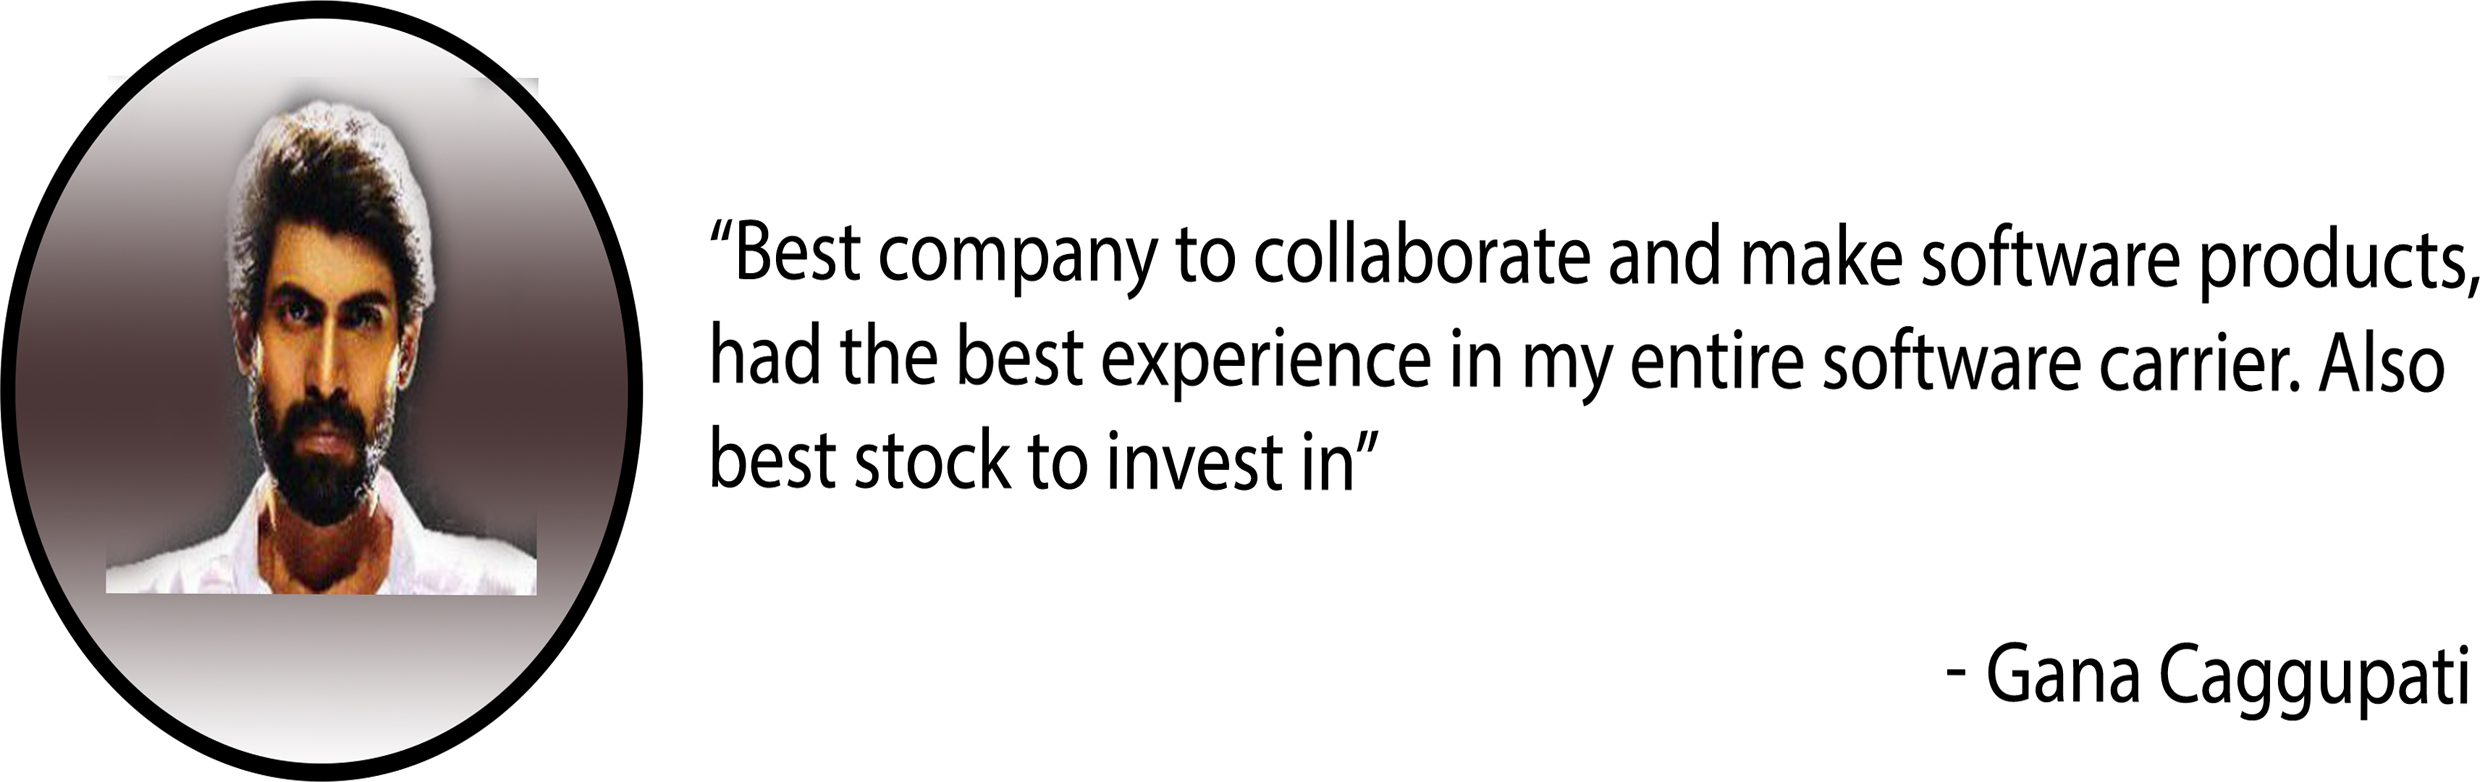 “Best company to collaborate and make software products,
had the best experience in my entire software carrier. Also
best stock to invest in”
- Gana Caggupati